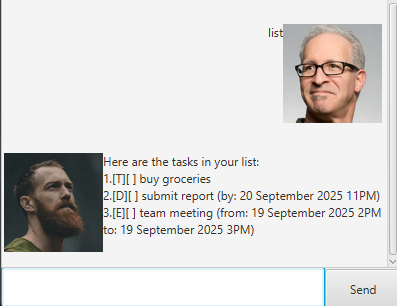 list
Here are the tasks in your list:
1.[T][ ] buy groceries
2.[D][ ] submit report (by: 20 September 2025 11PM)
3.[E][ ] team meeting (from: 19 September 2025 2PM
to: 19 September 2025 3PM)
Send